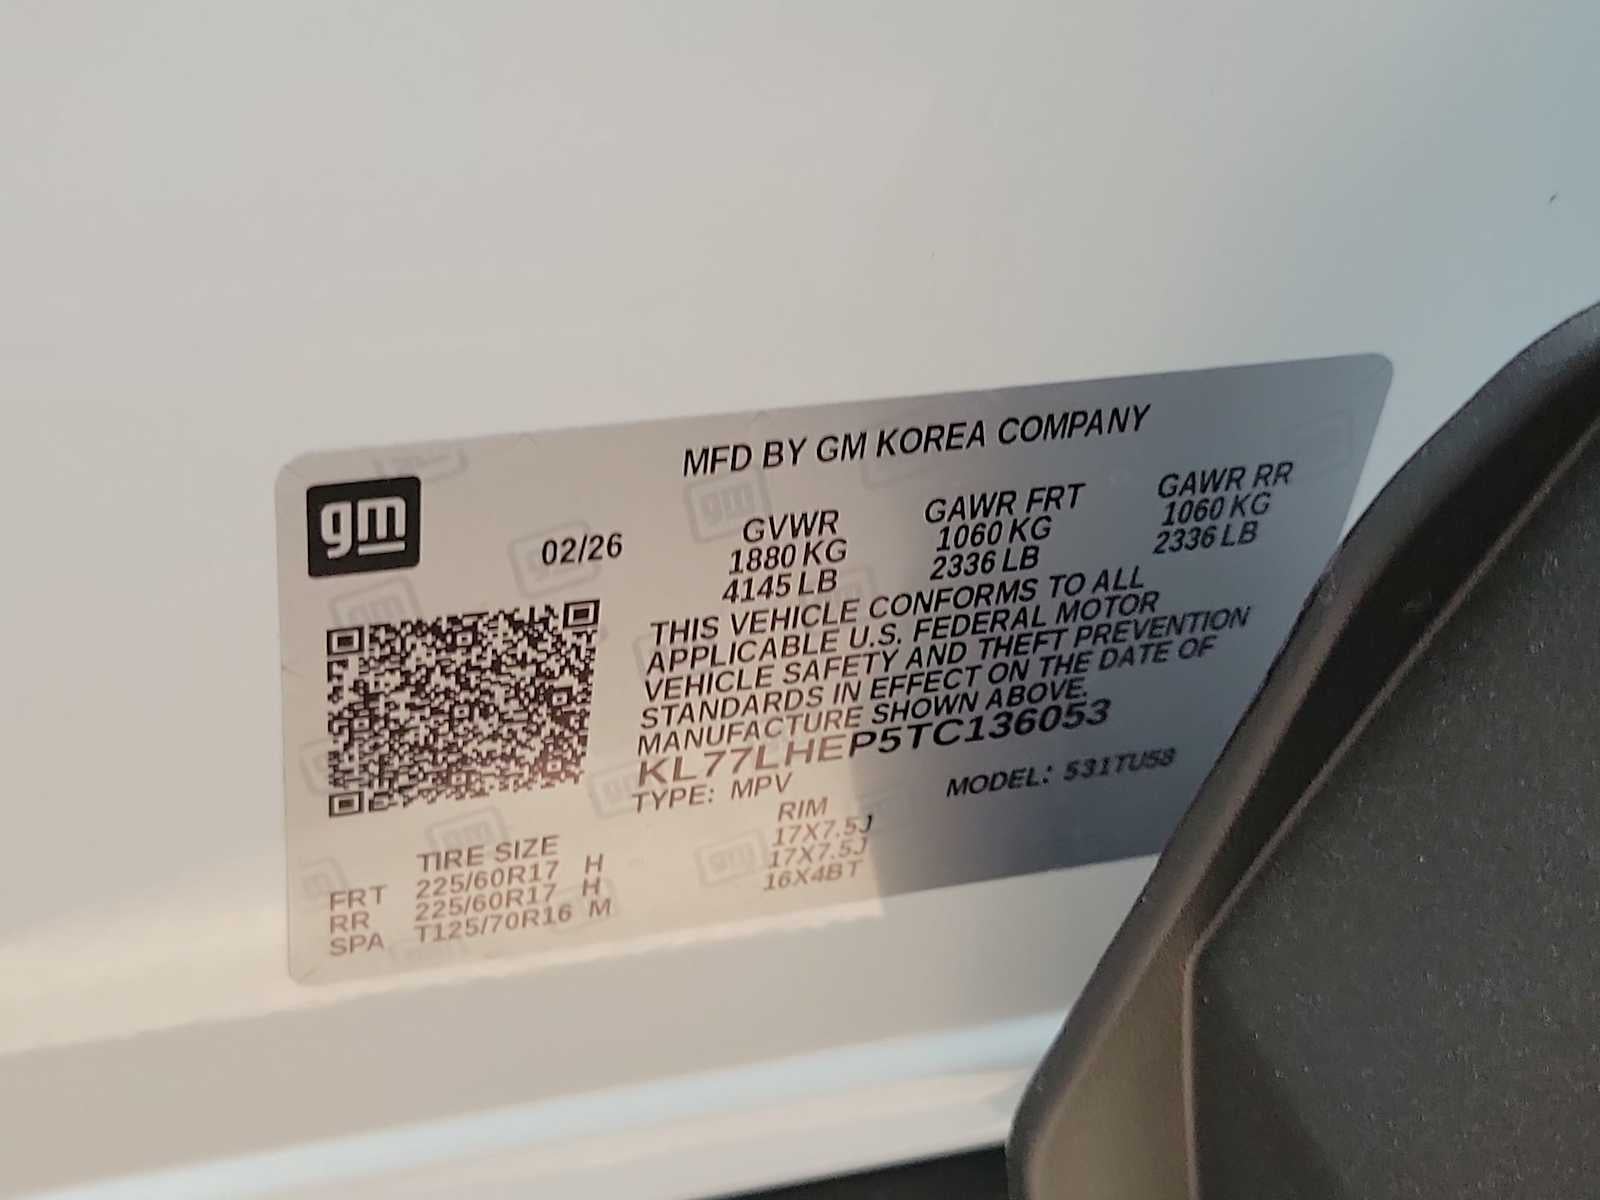 MFD BY GM KOREA COMPANY
gm
02/26
GVWR GAWR FRT GAWR RR
1880 KG 1060 KG 1060 KG
4145 LB 2336 LB 2336 LB
THIS VEHICLE CONFORMS TO ALL
APPLICABLE U.S. FEDERAL MOTOR
VEHICLE SAFETY AND THEFT PREVENTION
STANDARDS IN EFFECT ON THE DATE OF
MANUFACTURE SHOWN ABOVE.
KL77LHEP5TC136053
TYPE: MPV MODEL: 531TU58
TIRE SIZE RIM
FRT 225/60R17 H 17X7.5J
RR 225/60R17 H 17X7.5J
SPA T125/70R16 M 16X4BT